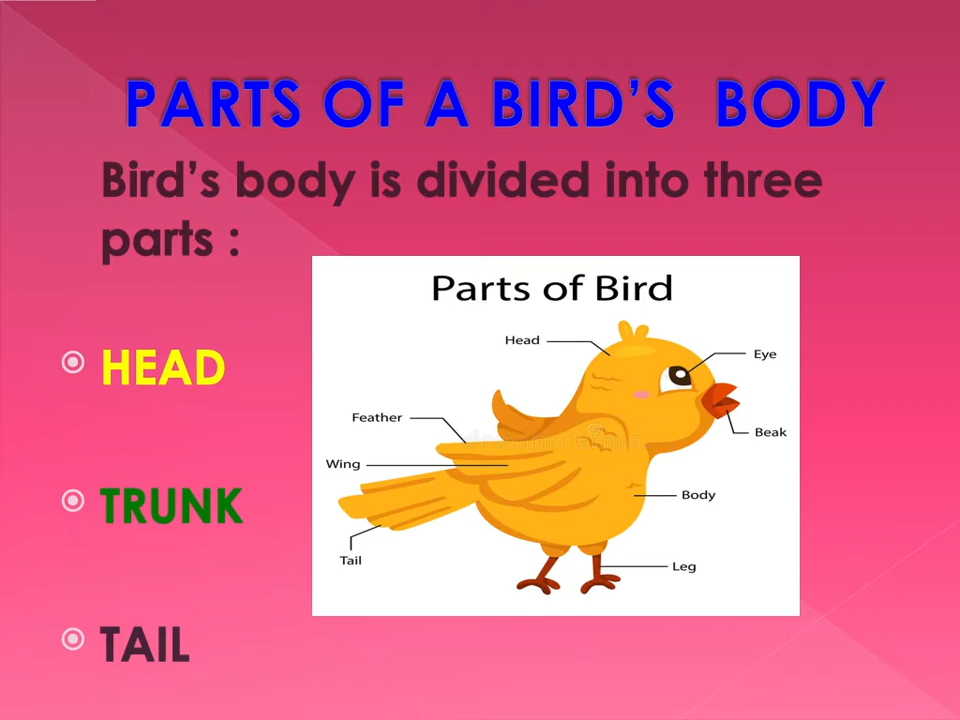 PARTS OF A BIRD’S BODY
Bird’s body is divided into three
parts :
HEAD
TRUNK
TAIL
Parts of Bird
Head
Eye
Feather
Beak
Wing
Body
Tail
Leg